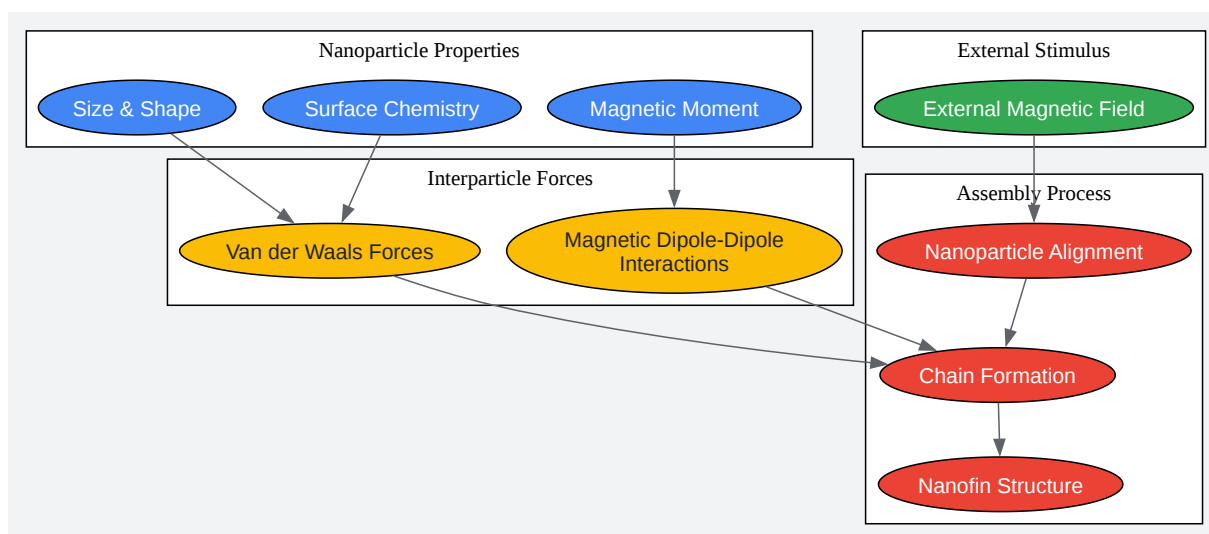 Nanoparticle Properties
External Stimulus
Size & Shape
Surface Chemistry
Magnetic Moment
External Magnetic Field
Interparticle Forces
Assembly Process
Van der Waals Forces
Magnetic Dipole-Dipole
Interactions
Nanoparticle Alignment
Chain Formation
Nanofin Structure